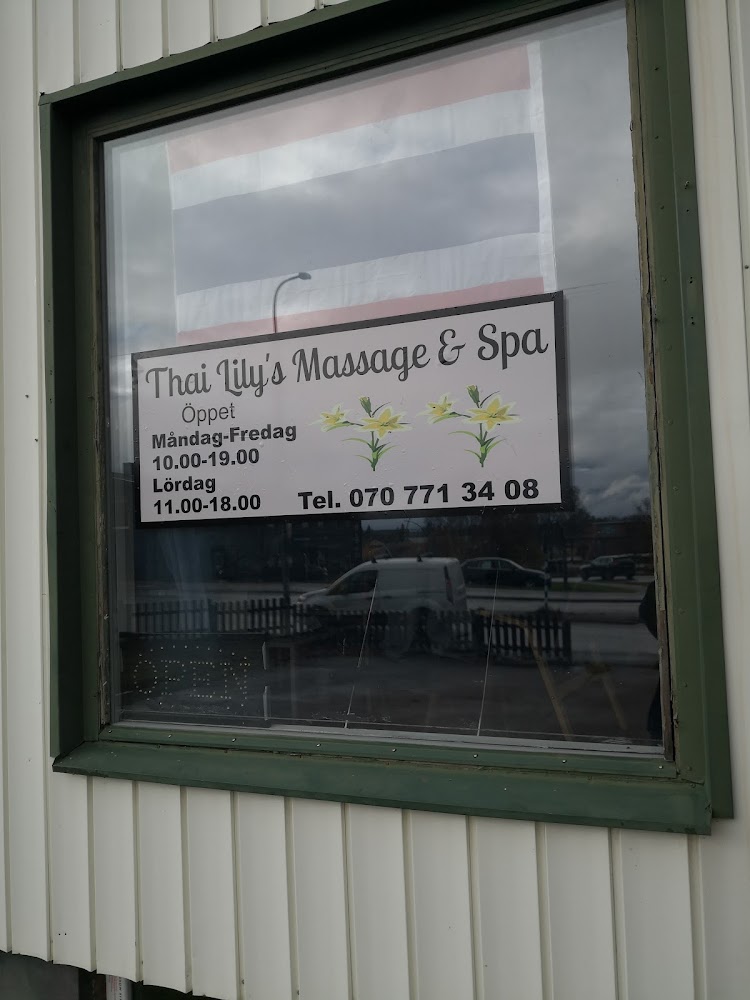 Thai Lily's Massage & Spa
Öppet
Måndag-Fredag
10.00-19.00
Lördag
11.00-18.00
Tel. 070 771 34 08
OPEN